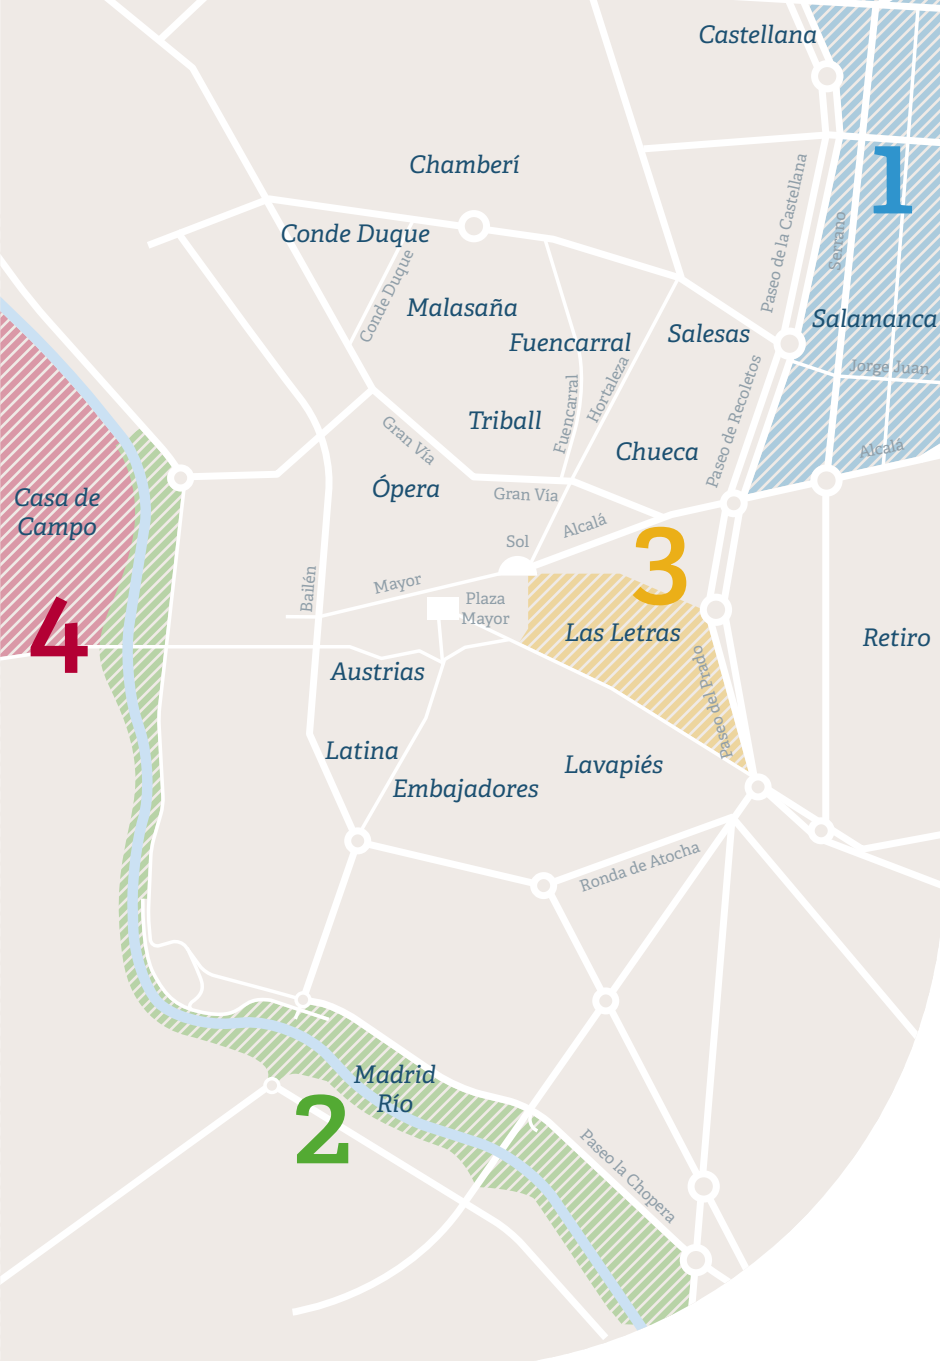 Castellana
1
Chamberí
Paseo de la Castellana
Serrano
Conde Duque
Conde Duque
Malasaña
Fuencarral
Salesas
Salamanca
Jorge Juan
Fuencarral
Hortaleza
Paseo de Recoletos
Triball
Gran Vía
Chueca
Alcalá
Ópera
Gran Vía
Casa de
Campo
Alcalá
Sol
3
Bailén
Mayor
Plaza
Mayor
4
Las Letras
Retiro
Austrias
Paseo del Prado
Latina
Lavapiés
Embajadores
Ronda de Atocha
Madrid
Río
2
Paseo la Chopera